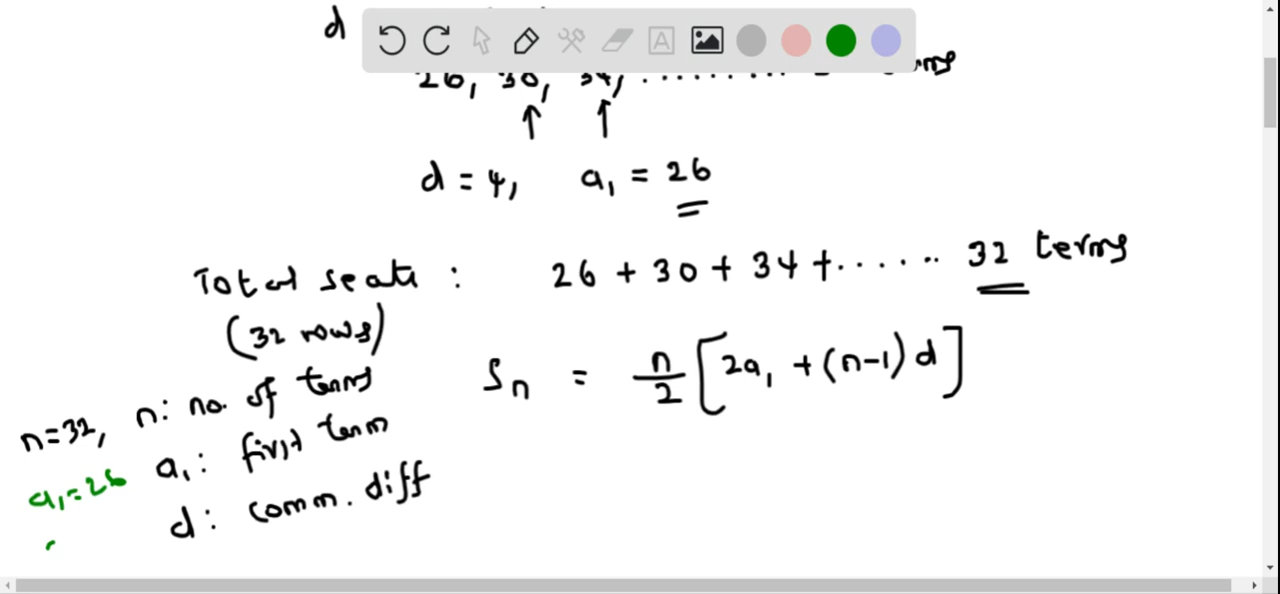 d
26, 30, 34, ..........
d = 4, a₁ = 26
Total seats : 26 + 30 + 34 + ...... 32 terms
(32 rows)
Sn = n/2 [2a₁ + (n-1) d]
n=32, n: no. of terms
a₁=26 a₁: first term
d: comm. diff